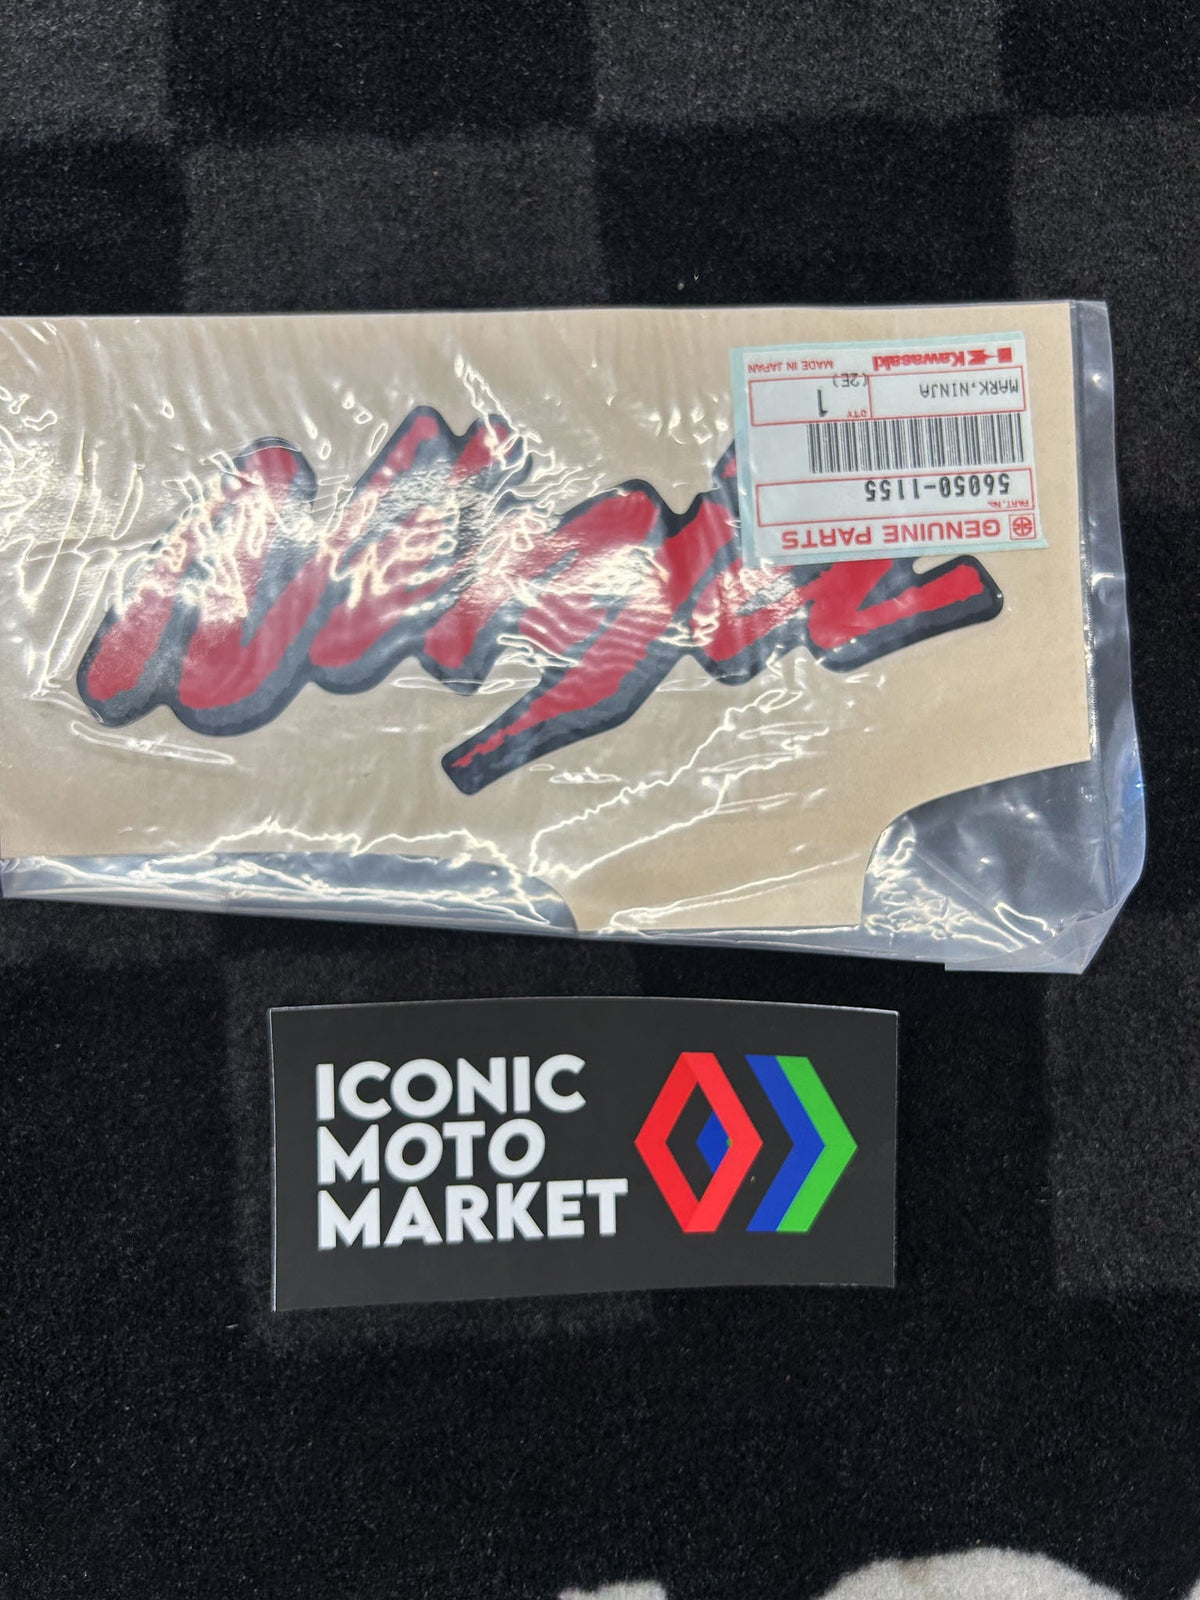 Ninja
GENUINE PARTS
PART.No.
56050-1155
MARK,NINJA
QTY
1
(2E)
Kawasaki
MADE IN JAPAN
ICONIC
MOTO
MARKET